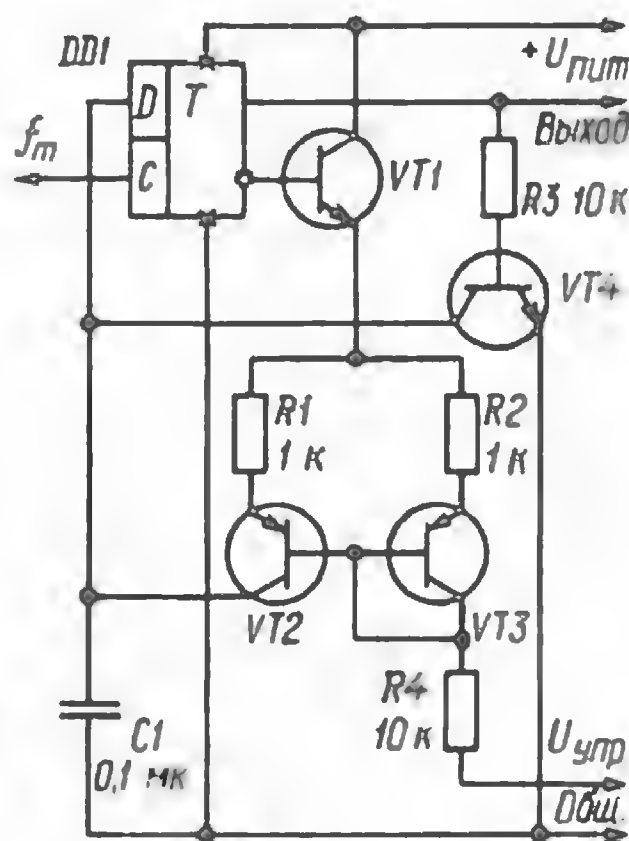 DD1
+ Uпит
D
T
Выход
fт
C
VT1
R3 10 к
VT4
R1
1 к
R2
1 к
VT2
VT3
R4
10 к
C1
0,1 мк
Uупр
Общ.